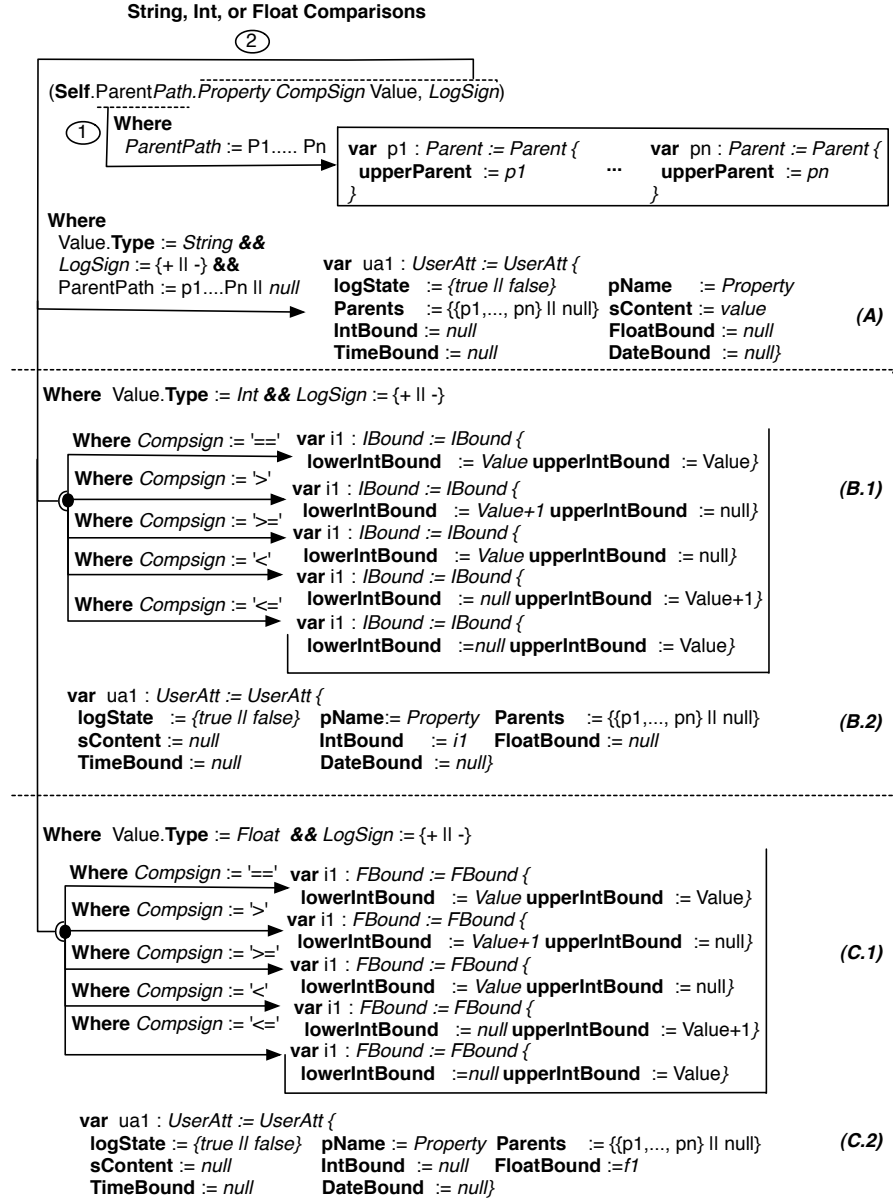 String, Int, or Float Comparisons
2
(Self.ParentPath.Property CompSign Value, LogSign)
1
Where
ParentPath := P1..... Pn
var p1 : Parent := Parent { ... var pn : Parent := Parent {
upperParent := p1 upperParent := pn
} }
Where
Value.Type := String &&
LogSign := {+ || -} &&
ParentPath := p1....Pn || null
var ua1 : UserAtt := UserAtt {
logState := {true || false} pName := Property
Parents := {{p1,..., pn} || null} sContent := value
IntBound := null FloatBound := null
TimeBound := null DateBound := null}
(A)
Where Value.Type := Int && LogSign := {+ || -}
Where Compsign := '==' var i1 : IBound := IBound {
lowerIntBound := Value upperIntBound := Value}
Where Compsign := '>' var i1 : IBound := IBound {
lowerIntBound := Value+1 upperIntBound := null}
(B.1)
Where Compsign := '>=' var i1 : IBound := IBound {
lowerIntBound := Value upperIntBound := null}
Where Compsign := '<' var i1 : IBound := IBound {
lowerIntBound := null upperIntBound := Value+1}
Where Compsign := '<=' var i1 : IBound := IBound {
lowerIntBound :=null upperIntBound := Value}
var ua1 : UserAtt := UserAtt {
logState := {true || false} pName:= Property Parents := {{p1,..., pn} || null}
sContent := null IntBound := i1 FloatBound := null
TimeBound := null DateBound := null}
(B.2)
Where Value.Type := Float && LogSign := {+ || -}
Where Compsign := '==' var i1 : FBound := FBound {
lowerIntBound := Value upperIntBound := Value}
Where Compsign := '>' var i1 : FBound := FBound {
lowerIntBound := Value+1 upperIntBound := null}
(C.1)
Where Compsign := '>=' var i1 : FBound := FBound {
lowerIntBound := Value upperIntBound := null}
Where Compsign := '<' var i1 : FBound := FBound {
lowerIntBound := null upperIntBound := Value+1}
Where Compsign := '<=' var i1 : FBound := FBound {
lowerIntBound :=null upperIntBound := Value}
var ua1 : UserAtt := UserAtt {
logState := {true || false} pName := Property Parents := {{p1,..., pn} || null}
sContent := null IntBound := null FloatBound :=f1
TimeBound := null DateBound := null}
(C.2)